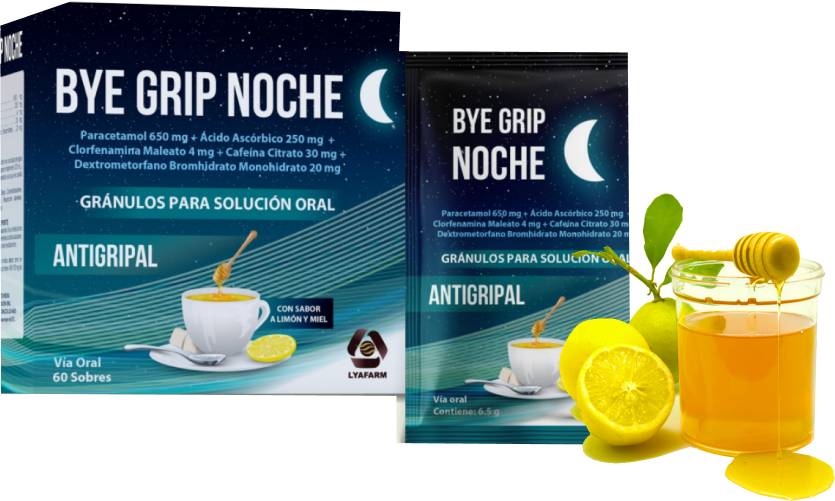 BYE GRIP NOCHE
Paracetamol 650 mg + Ácido Ascórbico 250 mg +
Clorfenamina Maleato 4 mg + Cafeína Citrato 30 mg +
Dextrometorfano Bromhidrato Monohidrato 20 mg
GRÁNULOS PARA SOLUCIÓN ORAL
ANTIGRIPAL
CON SABOR
A LIMÓN Y MIEL
Vía Oral
60 Sobres
LYAFARM
BYE GRIP
NOCHE
Paracetamol 650 mg + Ácido Ascórbico 250 mg +
Clorfenamina Maleato 4 mg + Cafeína Citrato 30 m
Dextrometorfano Bromhidrato Monohidrato 20 m
GRÁNULOS PARA SOLUCIÓN ORAL
ANTIGRIPAL
Vía oral
Contiene: 6.5 g